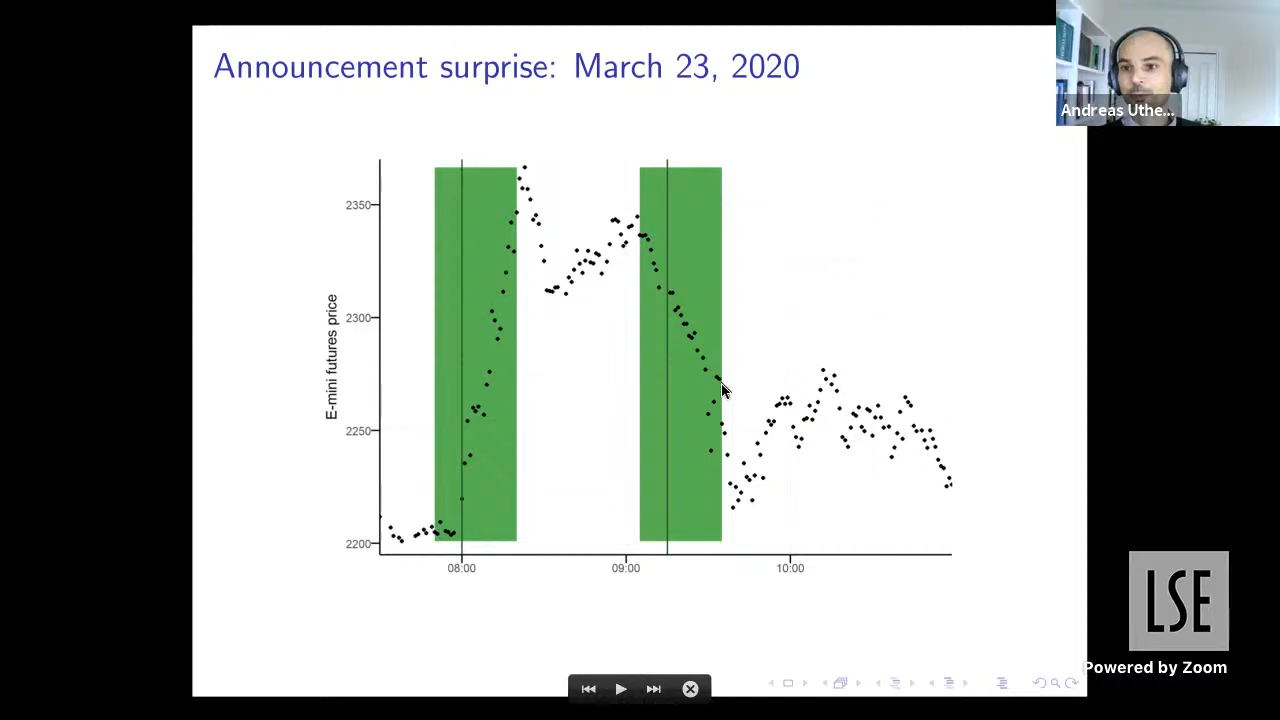 Announcement surprise: March 23, 2020
Andreas Uthe...
E-mini futures price
2350
2300
2250
2200
08:00
09:00
10:00
LSE
Powered by Zoom